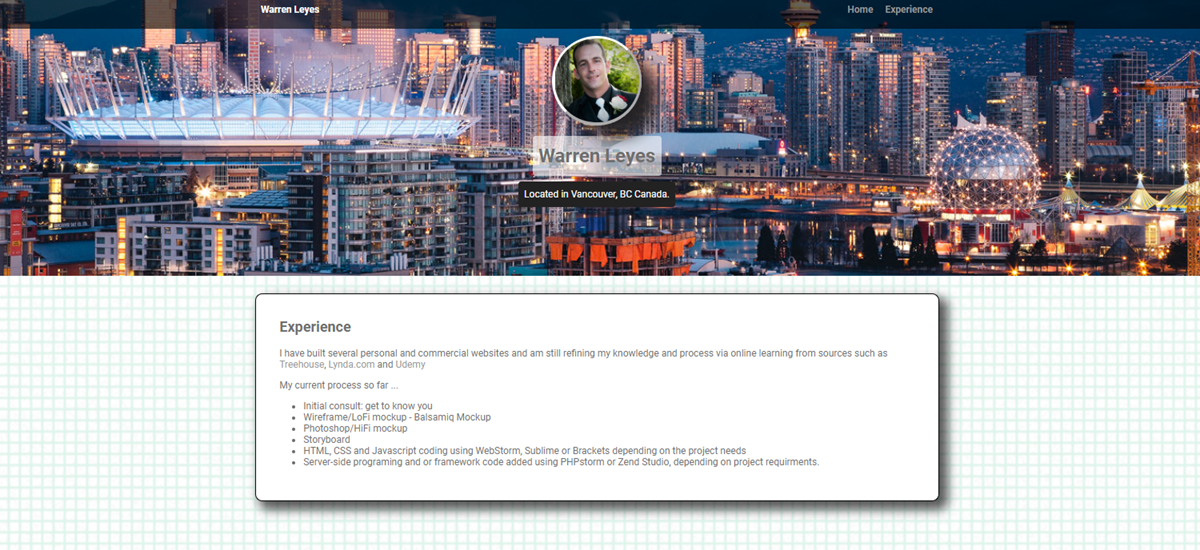 Warren Leyes
Home Experience
Warren Leyes
Located in Vancouver, BC Canada.
Experience
I have built several personal and commercial websites and am still refining my knowledge and process via online learning from sources such as
Treehouse, Lynda.com and Udemy
My current process so far ...
Initial consult: get to know you
Wireframe/LoFi mockup - Balsamiq Mockup
Photoshop/HiFi mockup
Storyboard
HTML, CSS and Javascript coding using WebStorm, Sublime or Brackets depending on the project needs
Server-side programing and or framework code added using PHPstorm or Zend Studio, depending on project requirments.